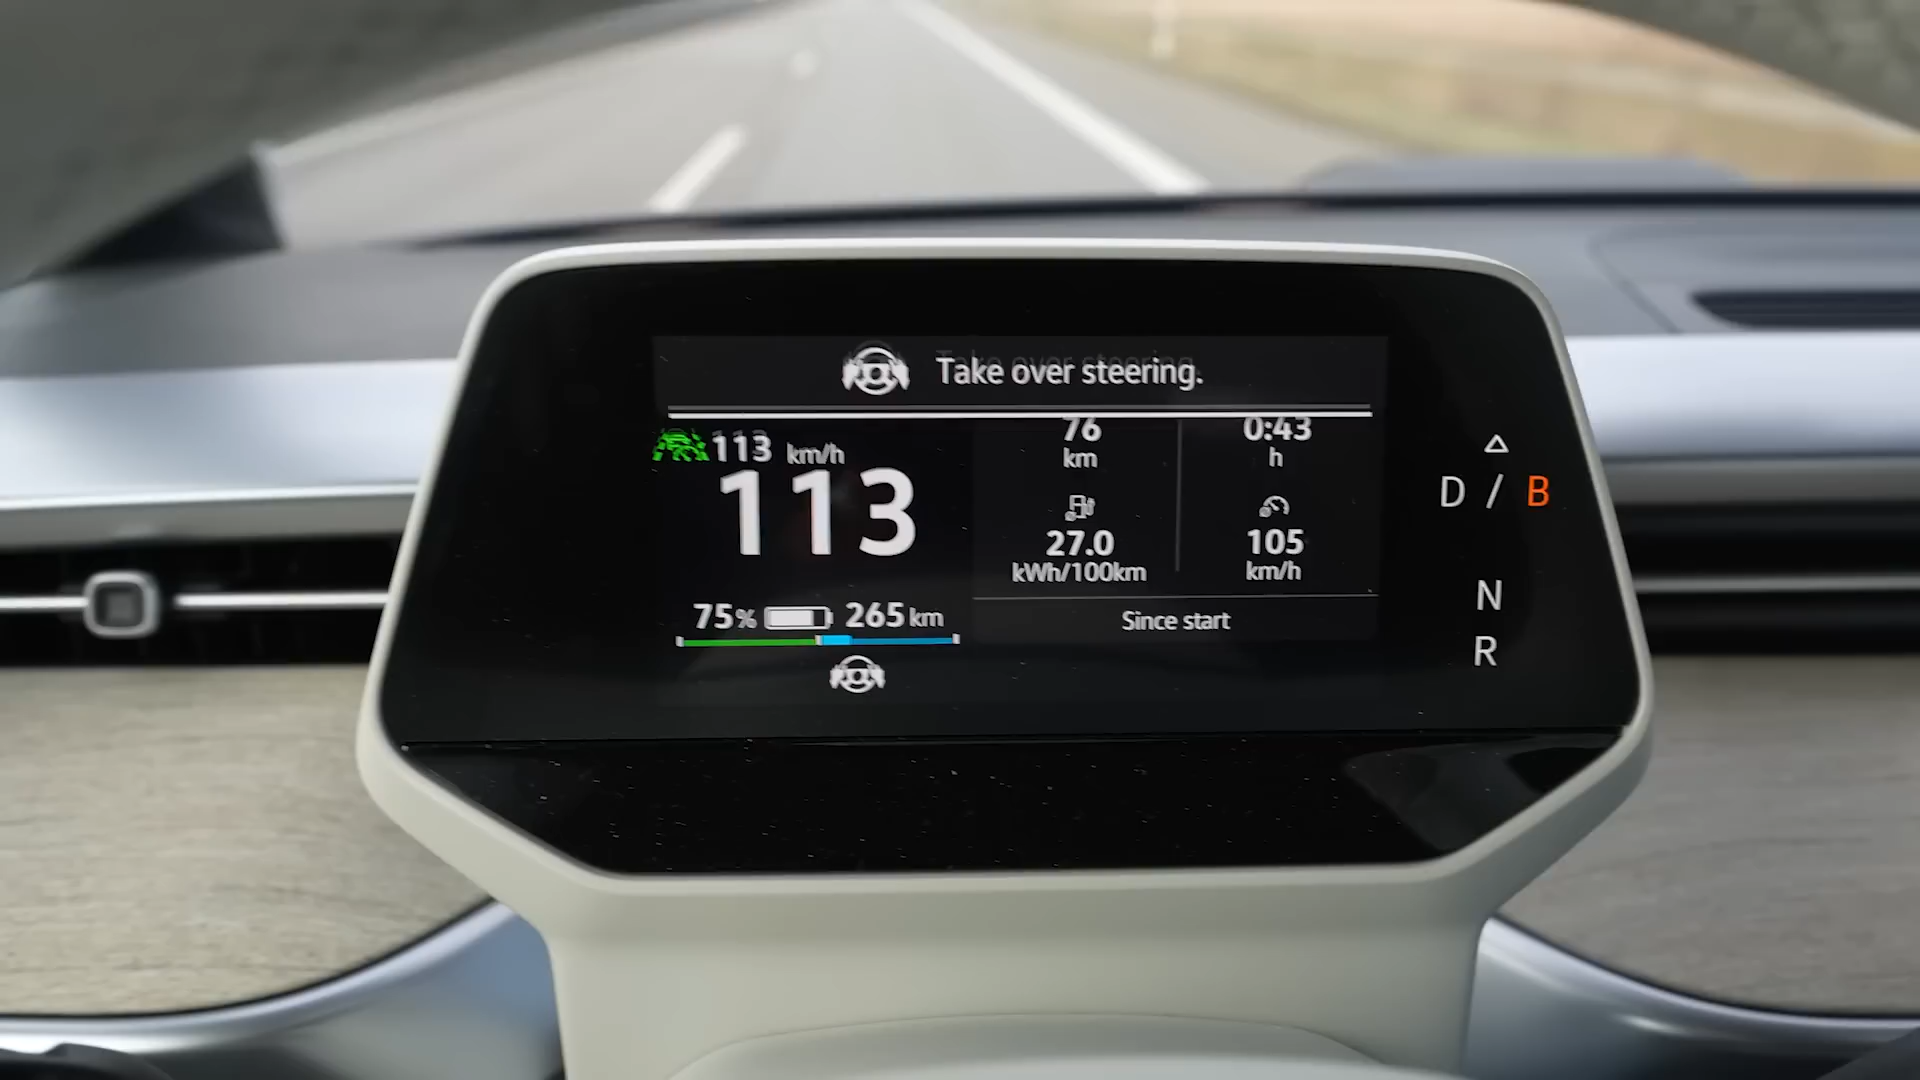 Take over steering.
113 km/h
113
75% 265 km
76
km
0:43
h
27.0
kWh/100km
105
km/h
Since start
D / B
N
R